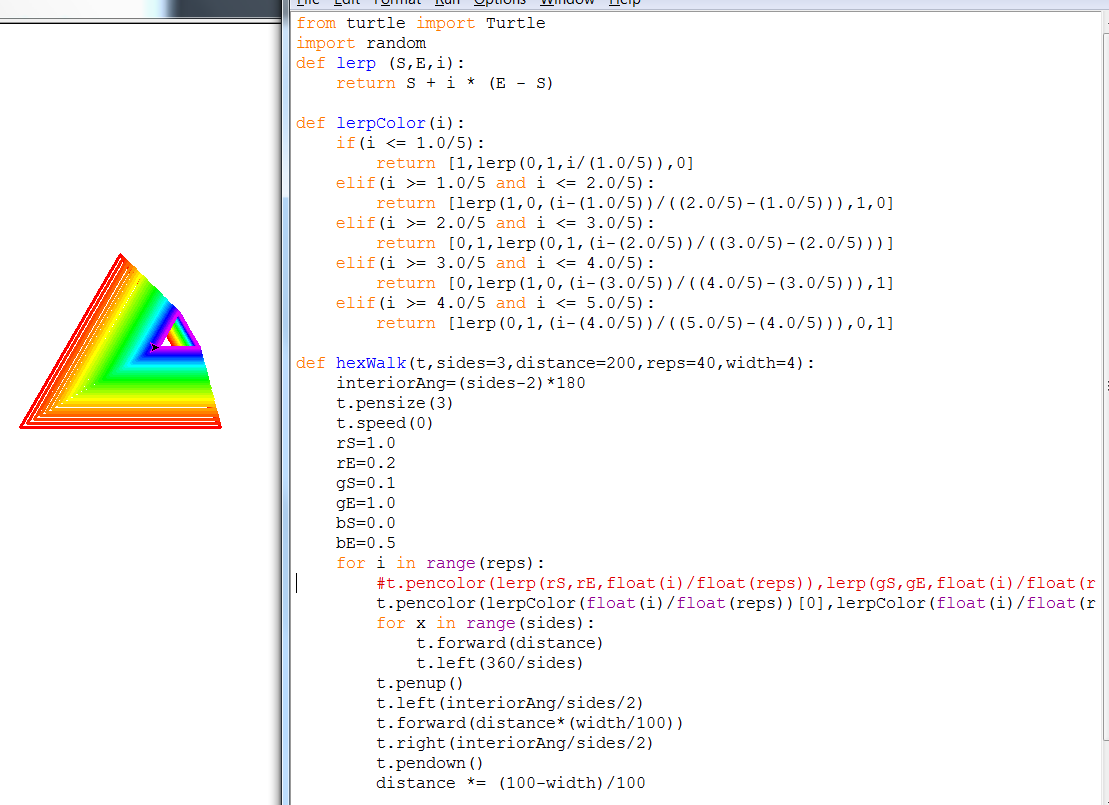 File Edit Format Run Options Window Help
from turtle import Turtle
import random
def lerp (S,E,i):
    return S + i * (E - S)

def lerpColor(i):
    if(i <= 1.0/5):
        return [1,lerp(0,1,i/(1.0/5)),0]
    elif(i >= 1.0/5 and i <= 2.0/5):
        return [lerp(1,0,(i-(1.0/5))/((2.0/5)-(1.0/5))),1,0]
    elif(i >= 2.0/5 and i <= 3.0/5):
        return [0,1,lerp(0,1,(i-(2.0/5))/((3.0/5)-(2.0/5)))]
    elif(i >= 3.0/5 and i <= 4.0/5):
        return [0,lerp(1,0,(i-(3.0/5))/((4.0/5)-(3.0/5))),1]
    elif(i >= 4.0/5 and i <= 5.0/5):
        return [lerp(0,1,(i-(4.0/5))/((5.0/5)-(4.0/5))),0,1]

def hexWalk(t,sides=3,distance=200,reps=40,width=4):
    interiorAng=(sides-2)*180
    t.pensize(3)
    t.speed(0)
    rS=1.0
    rE=0.2
    gS=0.1
    gE=1.0
    bS=0.0
    bE=0.5
    for i in range(reps):
        #t.pencolor(lerp(rS,rE,float(i)/float(reps)),lerp(gS,gE,float(i)/float(r
        t.pencolor(lerpColor(float(i)/float(reps))[0],lerpColor(float(i)/float(r
        for x in range(sides):
            t.forward(distance)
            t.left(360/sides)
        t.penup()
        t.left(interiorAng/sides/2)
        t.forward(distance*(width/100))
        t.right(interiorAng/sides/2)
        t.pendown()
        distance *= (100-width)/100